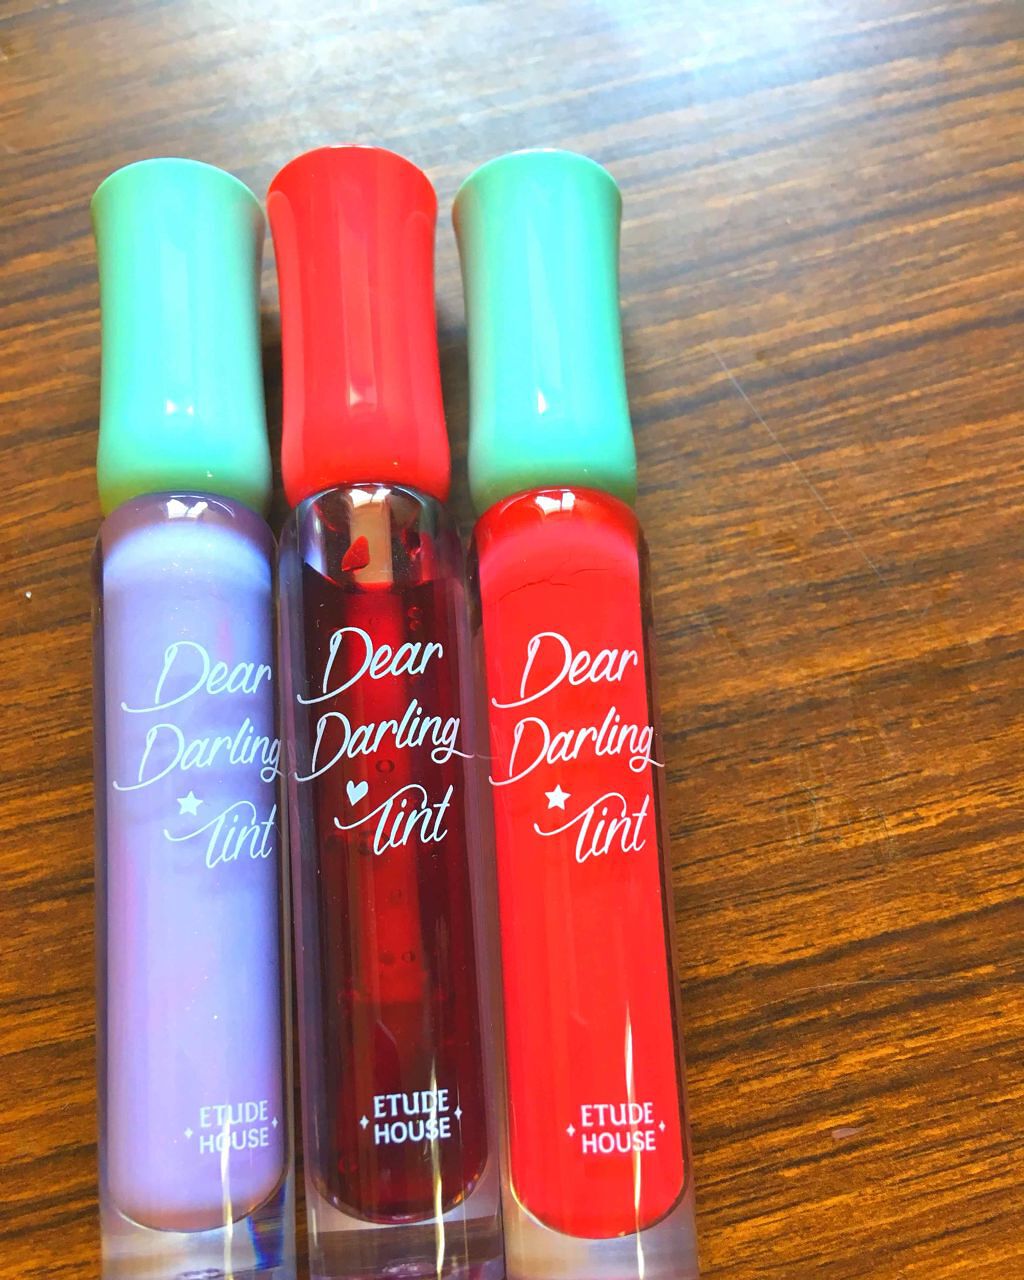 Dear
Darling
Tint
ETUDE
HOUSE
Dear
Darling
Tint
ETUDE
HOUSE
Dear
Darling
Tint
ETUDE
HOUSE